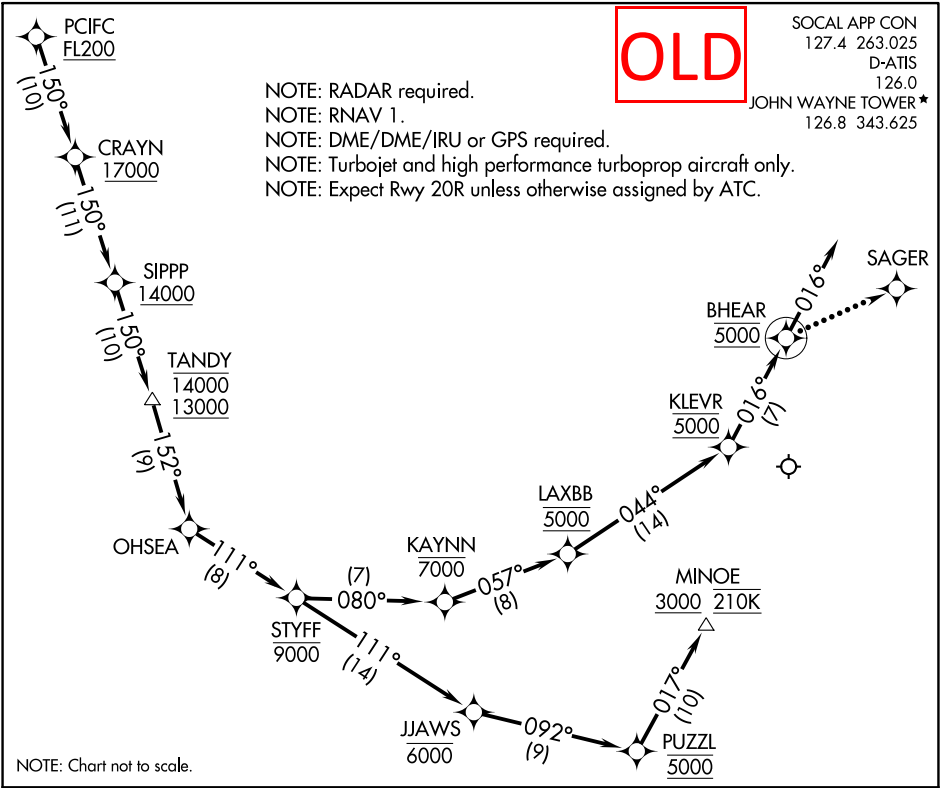 PCIFC
FL200
OLD
SOCAL APP CON
127.4 263.025
D-ATIS
126.0
JOHN WAYNE TOWER★
126.8 343.625
NOTE: RADAR required.
NOTE: RNAV 1.
NOTE: DME/DME/IRU or GPS required.
NOTE: Turbojet and high performance turboprop aircraft only.
NOTE: Expect Rwy 20R unless otherwise assigned by ATC.
150°
(10)
CRAYN
17000
150°
(11)
SIPPP
14000
150°
(10)
TANDY
14000
13000
152°
(9)
OHSEA
111°
(8)
STYFF
9000
(7)
080°
KAYNN
7000
057°
(8)
LAXBB
5000
044°
(14)
KLEVR
5000
016°
(7)
BHEAR
5000
016°
SAGER
111°
(14)
JJAWS
6000
092°
(9)
PUZZL
5000
017°
(10)
MINOE
3000 210K
NOTE: Chart not to scale.